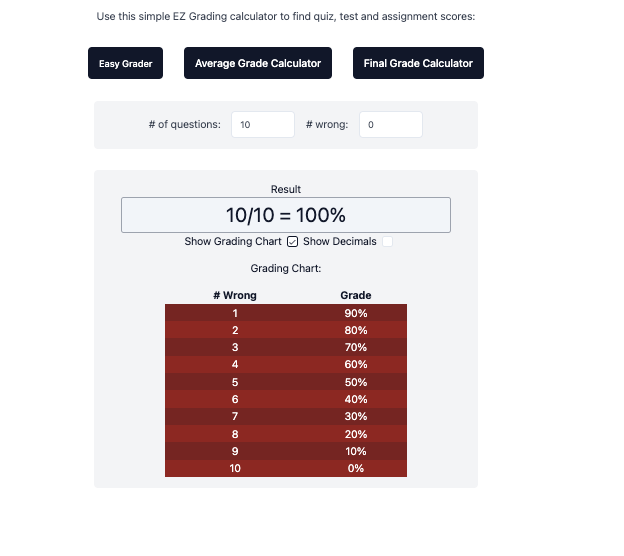 Use this simple EZ Grading calculator to find quiz, test and assignment scores:
Easy Grader Average Grade Calculator Final Grade Calculator
# of questions: 10 # wrong: 0
Result
10/10 = 100%
Show Grading Chart Show Decimals
Grading Chart:
# Wrong Grade
1 90%
2 80%
3 70%
4 60%
5 50%
6 40%
7 30%
8 20%
9 10%
10 0%